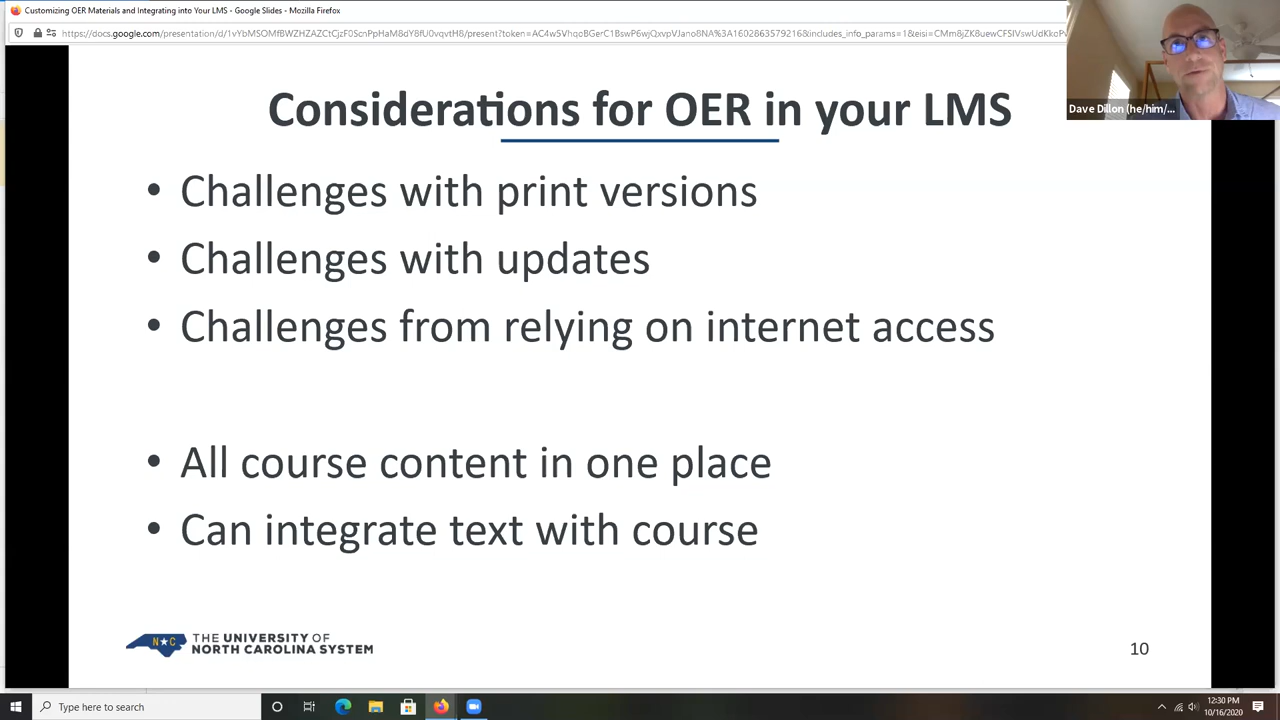 Customizing OER Materials and Integrating into Your LMS - Google Slides - Mozilla Firefox
Considerations for OER in your LMS
Dave Dillon (he/him/...
• Challenges with print versions
• Challenges with updates
• Challenges from relying on internet access
• All course content in one place
• Can integrate text with course
N★C
THE UNIVERSITY OF
NORTH CAROLINA SYSTEM
10
Type here to search
12:30 PM
10/16/2020